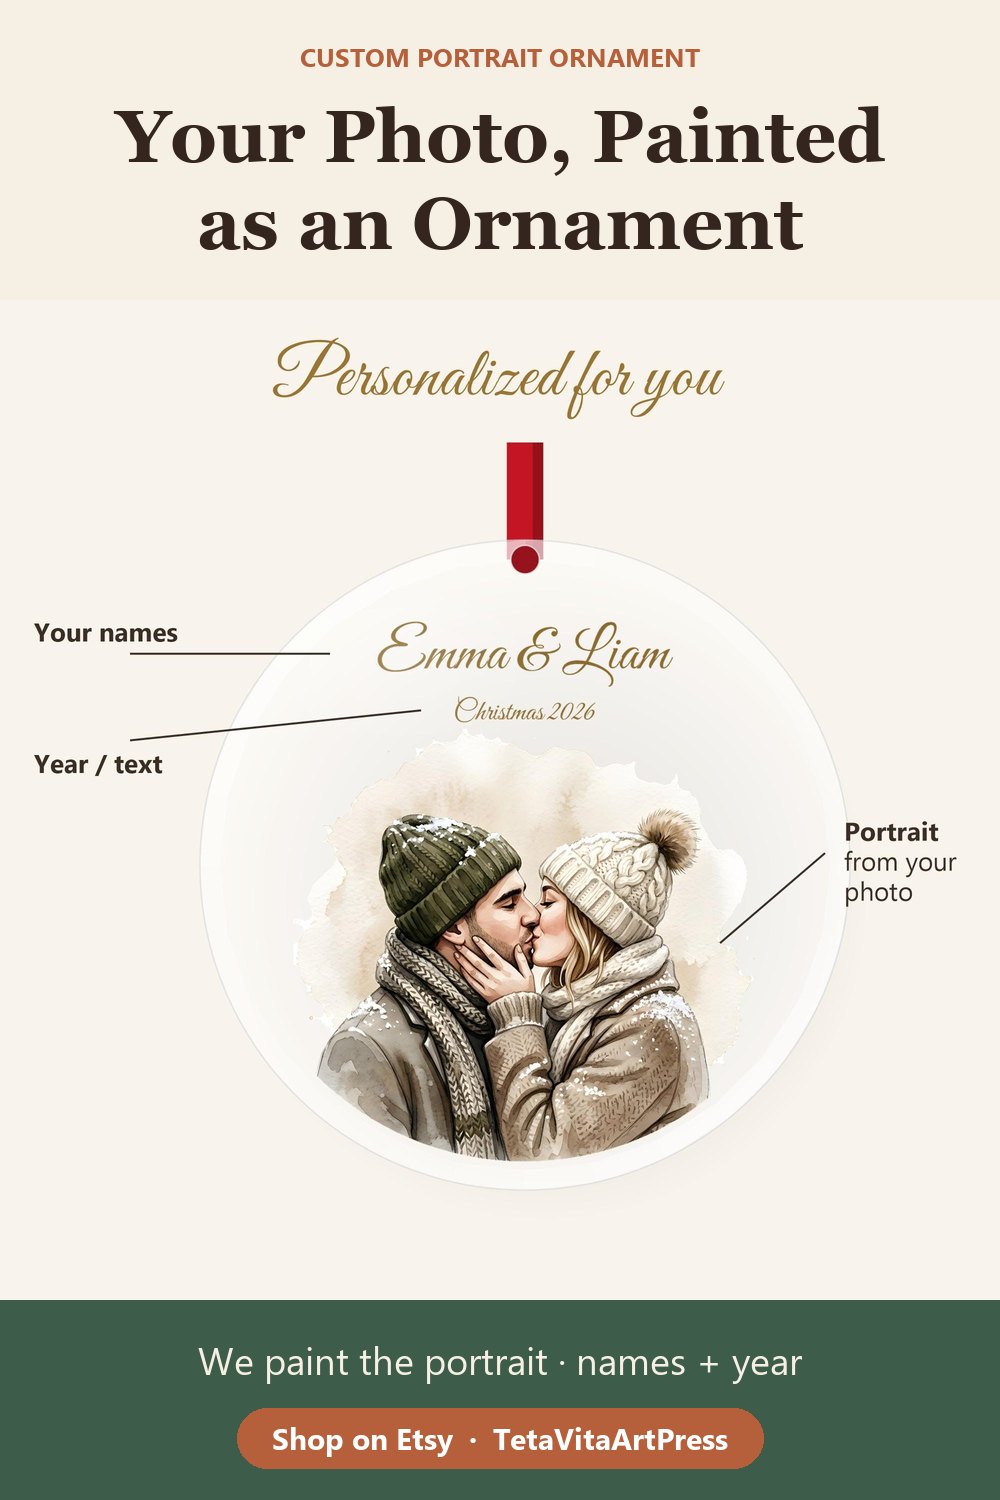 CUSTOM PORTRAIT ORNAMENT
Your Photo, Painted
as an Ornament
Personalized for you
Your names
Emma & Liam
Christmas 2026
Year / text
Portrait
from your
photo
We paint the portrait · names + year
Shop on Etsy · TetaVitaArtPress